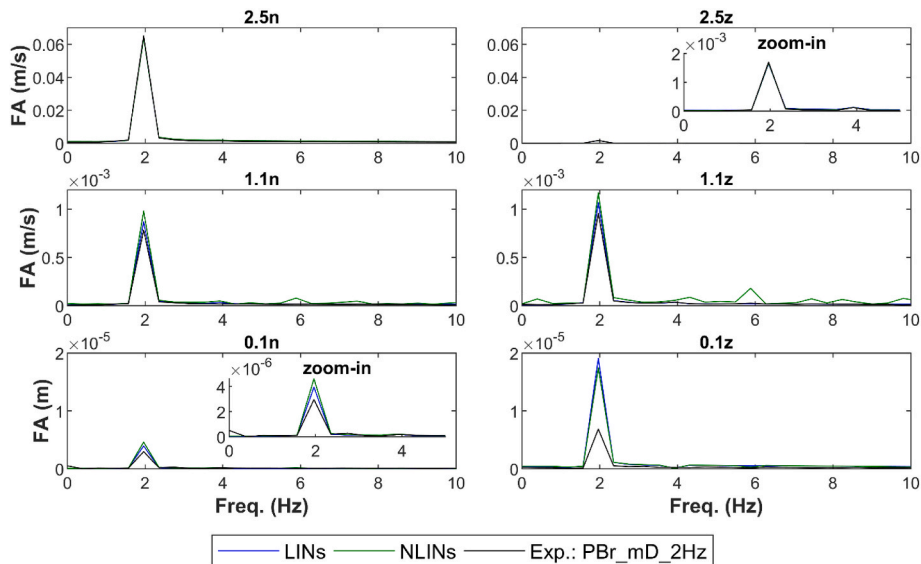 2.5n
FA (m/s)
0.06
0.04
0.02
0
0 2 4 6 8 10
2.5z
FA (m/s)
0.06
0.04
0.02
0
0 2 4 6 8 10
×10⁻³
zoom-in
2
1
0
0 2 4
1.1n
×10⁻³
FA (m/s)
1
0.5
0
0 2 4 6 8 10
1.1z
×10⁻³
1
0.5
0
0 2 4 6 8 10
0.1n
×10⁻⁵
FA (m)
2
1
0
0 2 4 6 8 10
Freq. (Hz)
×10⁻⁶
zoom-in
4
2
0
0 2 4
0.1z
×10⁻⁵
2
1
0
0 2 4 6 8 10
Freq. (Hz)
LINs NLINs Exp.: PBr_mD_2Hz